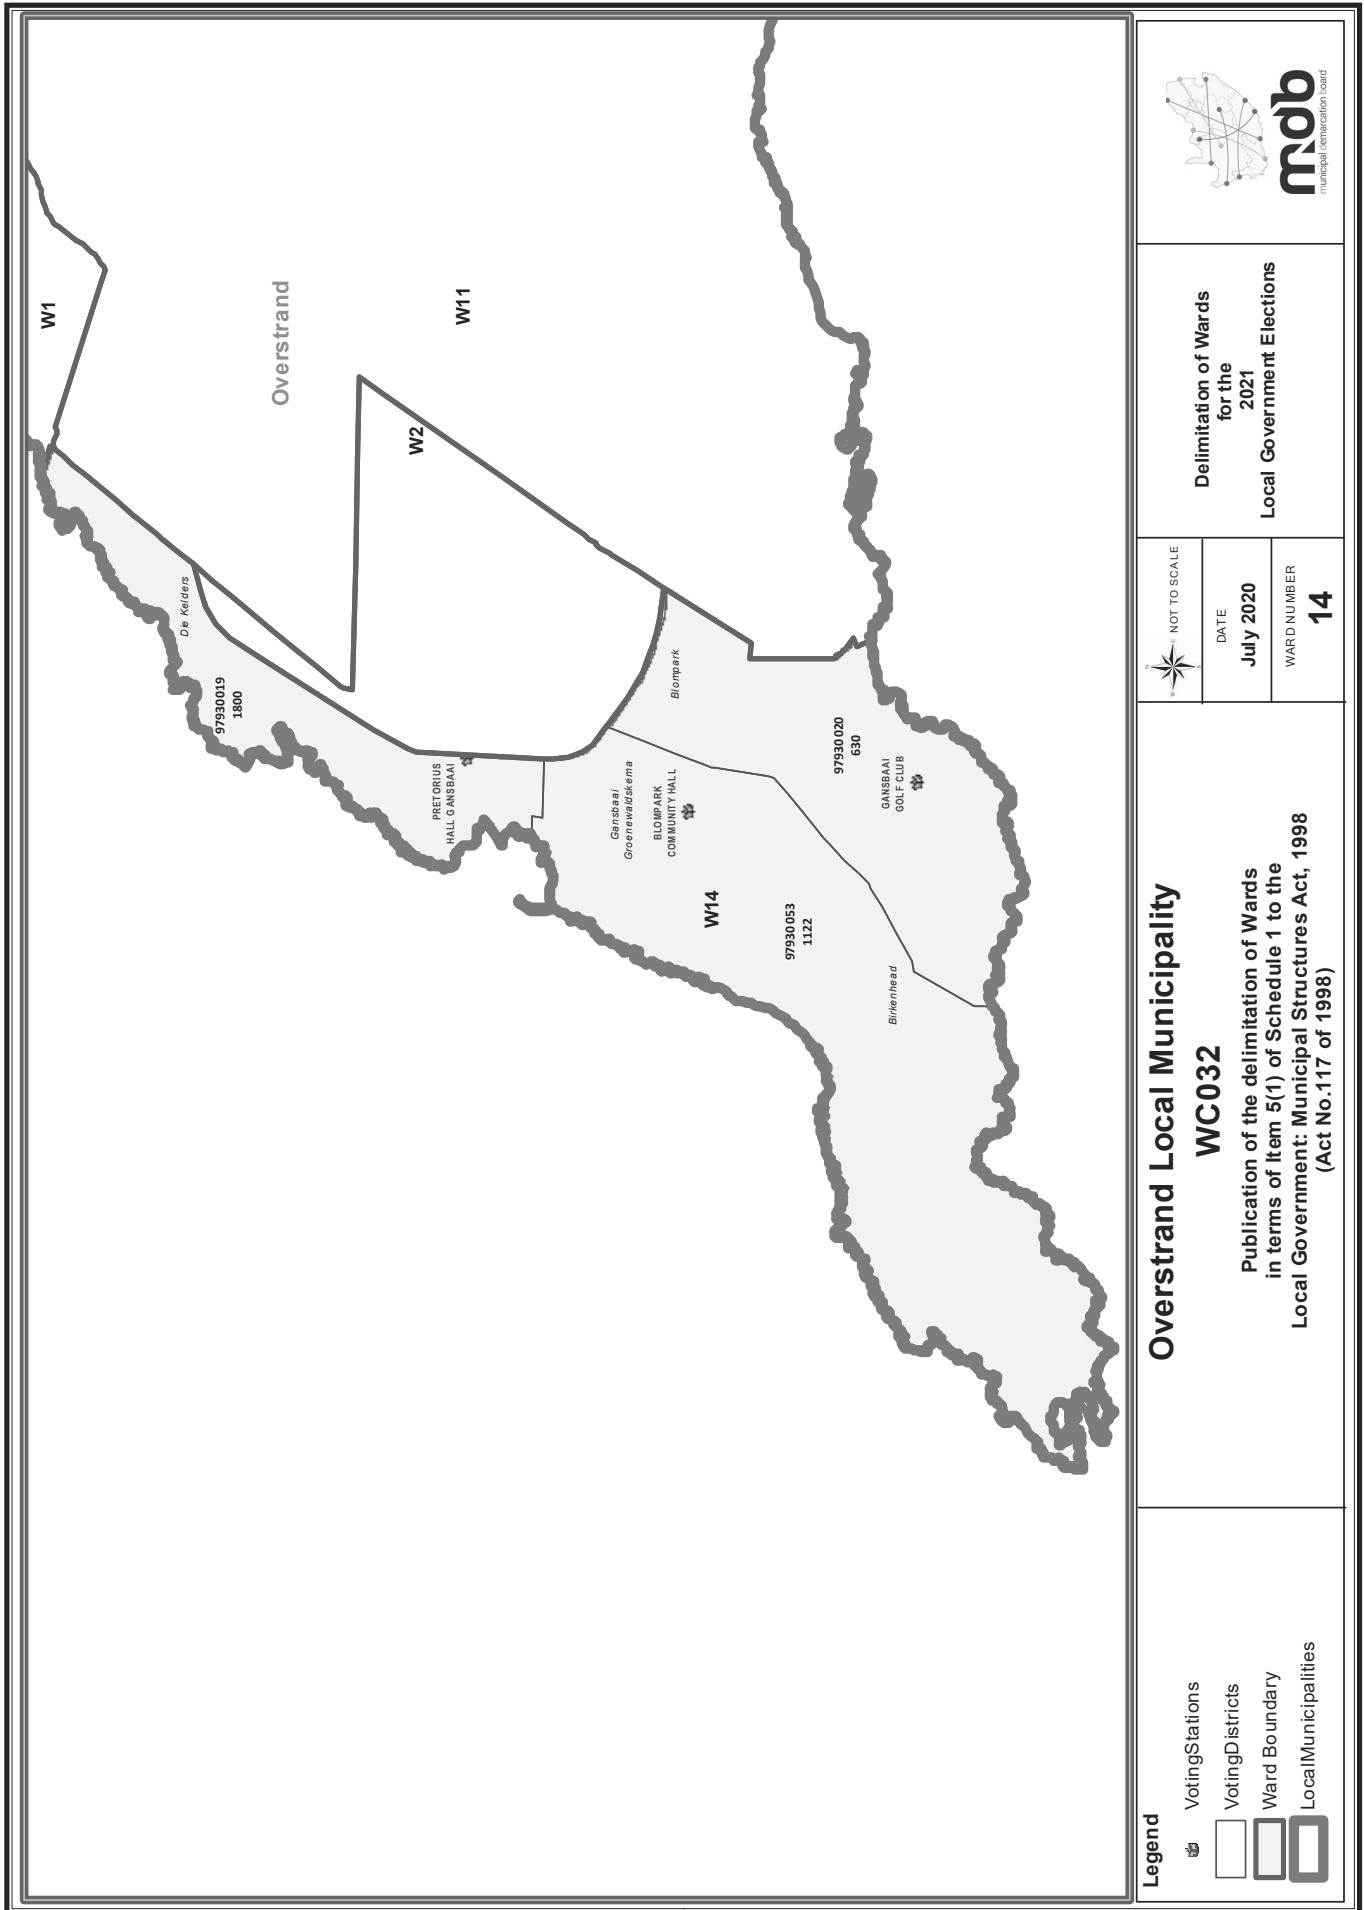 W1
Overstrand
W11
W2
Die Kelders
97930019
1800
PRETORIUS
HALL GANSBAAI
Gansbaai
Groenewaldskema
BLOMPARK
COMMUNITY HALL
Blompark
W14
97930053
1122
97930020
630
GANSBAAI
GOLF CLUB
Birkenhead
Legend
VotingStations
VotingDistricts
Ward Boundary
LocalMunicipalities
Overstrand Local Municipality
WC032
Publication of the delimitation of Wards
in terms of Item 5(1) of Schedule 1 to the
Local Government: Municipal Structures Act, 1998
(Act No.117 of 1998)
N
E
S
W
NOT TO SCALE
DATE
July 2020
WARD NUMBER
14
Delimitation of Wards
for the
2021
Local Government Elections
mdb
municipal demarcation board